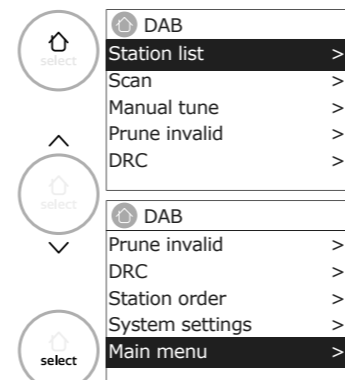 select
DAB
Station list >
Scan >
Manual tune >
Prune invalid >
DRC >
select
DAB
Prune invalid >
DRC >
Station order >
System settings >
Main menu >
select